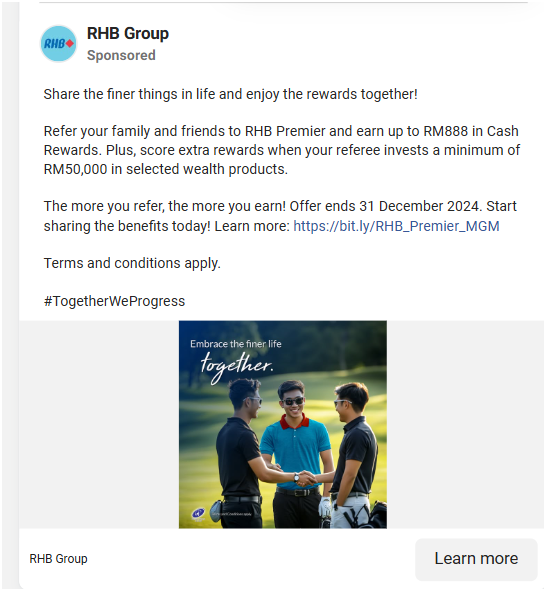 RHB
RHB Group
Sponsored
Share the finer things in life and enjoy the rewards together!
Refer your family and friends to RHB Premier and earn up to RM888 in Cash
Rewards. Plus, score extra rewards when your referee invests a minimum of
RM50,000 in selected wealth products.
The more you refer, the more you earn! Offer ends 31 December 2024. Start
sharing the benefits today! Learn more: https://bit.ly/RHB_Premier_MGM
Terms and conditions apply.
#TogetherWeProgress
Embrace the finer life
together.
RHB Group
Learn more